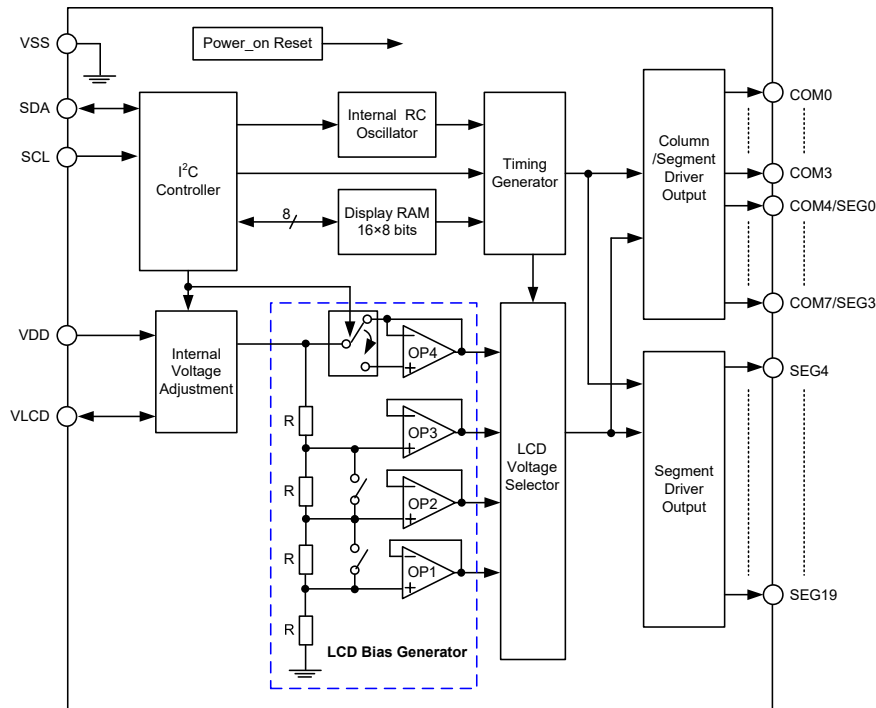 VSS
Power_on Reset
SDA
SCL
I²C
Controller
Internal RC
Oscillator
8
Display RAM
16×8 bits
Timing
Generator
Column
/Segment
Driver
Output
COM0
COM3
COM4/SEG0
COM7/SEG3
VDD
VLCD
Internal
Voltage
Adjustment
R
R
R
R
OP4
OP3
OP2
OP1
LCD Bias Generator
LCD
Voltage
Selector
Segment
Driver
Output
SEG4
SEG19